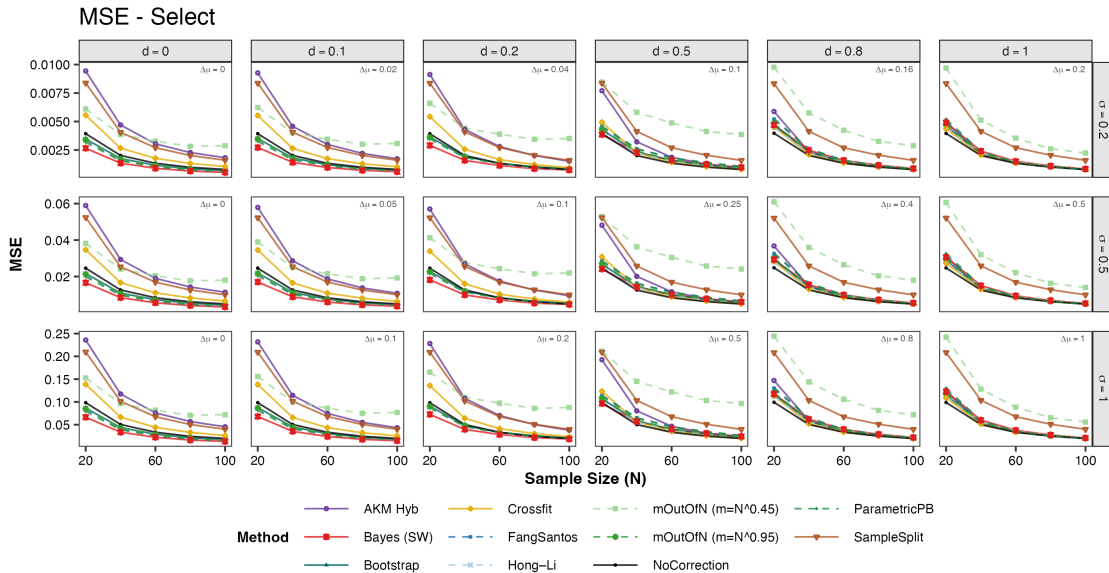 MSE - Select
d = 0 d = 0.1 d = 0.2 d = 0.5 d = 0.8 d = 1
0.0100
0.0075
0.0050
0.0025
Δμ = 0 Δμ = 0.02 Δμ = 0.04 Δμ = 0.1 Δμ = 0.16 Δμ = 0.2
σ = 0.2
0.06
0.04
0.02
Δμ = 0 Δμ = 0.05 Δμ = 0.1 Δμ = 0.25 Δμ = 0.4 Δμ = 0.5
σ = 0.5
MSE
0.25
0.20
0.15
0.10
0.05
Δμ = 0 Δμ = 0.1 Δμ = 0.2 Δμ = 0.5 Δμ = 0.8 Δμ = 1
σ = 1
20 60 100 20 60 100 20 60 100 20 60 100 20 60 100 20 60 100
Sample Size (N)
Method
AKM Hyb Crossfit mOutOfN (m=N^0.45) ParametricPB
Bayes (SW) FangSantos mOutOfN (m=N^0.95) SampleSplit
Bootstrap Hong−Li NoCorrection